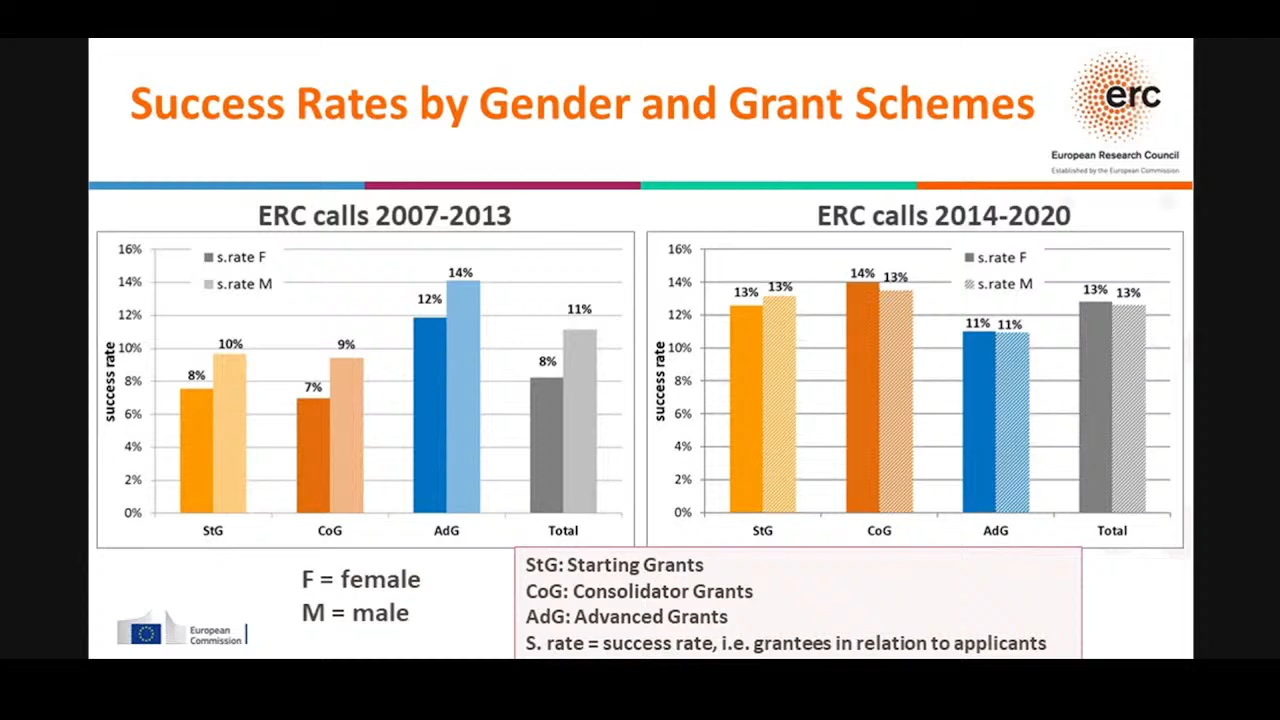 Success Rates by Gender and Grant Schemes
erc
European Research Council
Established by the European Commission
ERC calls 2007-2013
16%
14%
12%
10%
8%
6%
4%
2%
0%
success rate
s.rate F
s.rate M
8%
10%
7%
9%
12%
14%
8%
11%
StG
CoG
AdG
Total
ERC calls 2014-2020
16%
14%
12%
10%
8%
6%
4%
2%
0%
success rate
s.rate F
s.rate M
13%
13%
14%
13%
11%
11%
13%
13%
StG
CoG
AdG
Total
F = female
M = male
StG: Starting Grants
CoG: Consolidator Grants
AdG: Advanced Grants
S. rate = success rate, i.e. grantees in relation to applicants
European
Commission